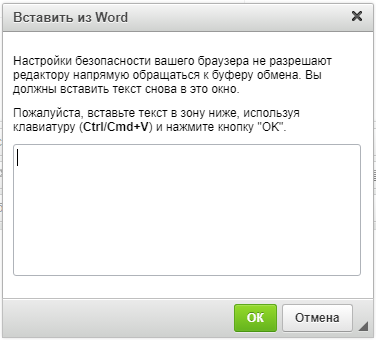 Вставить из Word
Настройки безопасности вашего браузера не разрешают
редактору напрямую обращаться к буферу обмена. Вы
должны вставить текст снова в это окно.
Пожалуйста, вставьте текст в зону ниже, используя
клавиатуру (Ctrl/Cmd+V) и нажмите кнопку "OK".
ОК Отмена